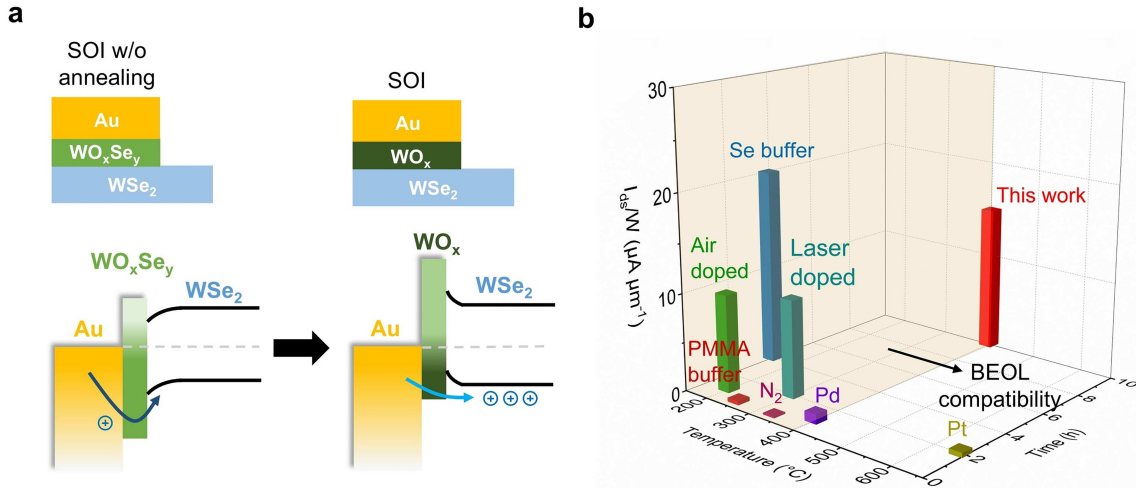 a
SOI w/o
annealing
Au
WOxSey
WSe2
SOI
Au
WOx
WSe2
WOxSey
WSe2
Au
WOx
WSe2
Au
b
30
20
10
0
Ids/W (μA μm-1)
Se buffer
This work
Air
doped
Laser
doped
PMMA
buffer
N2
Pd
BEOL
compatibility
Pt
200
300
400
500
600
Temperature (°C)
0
2
4
6
8
10
Time (h)